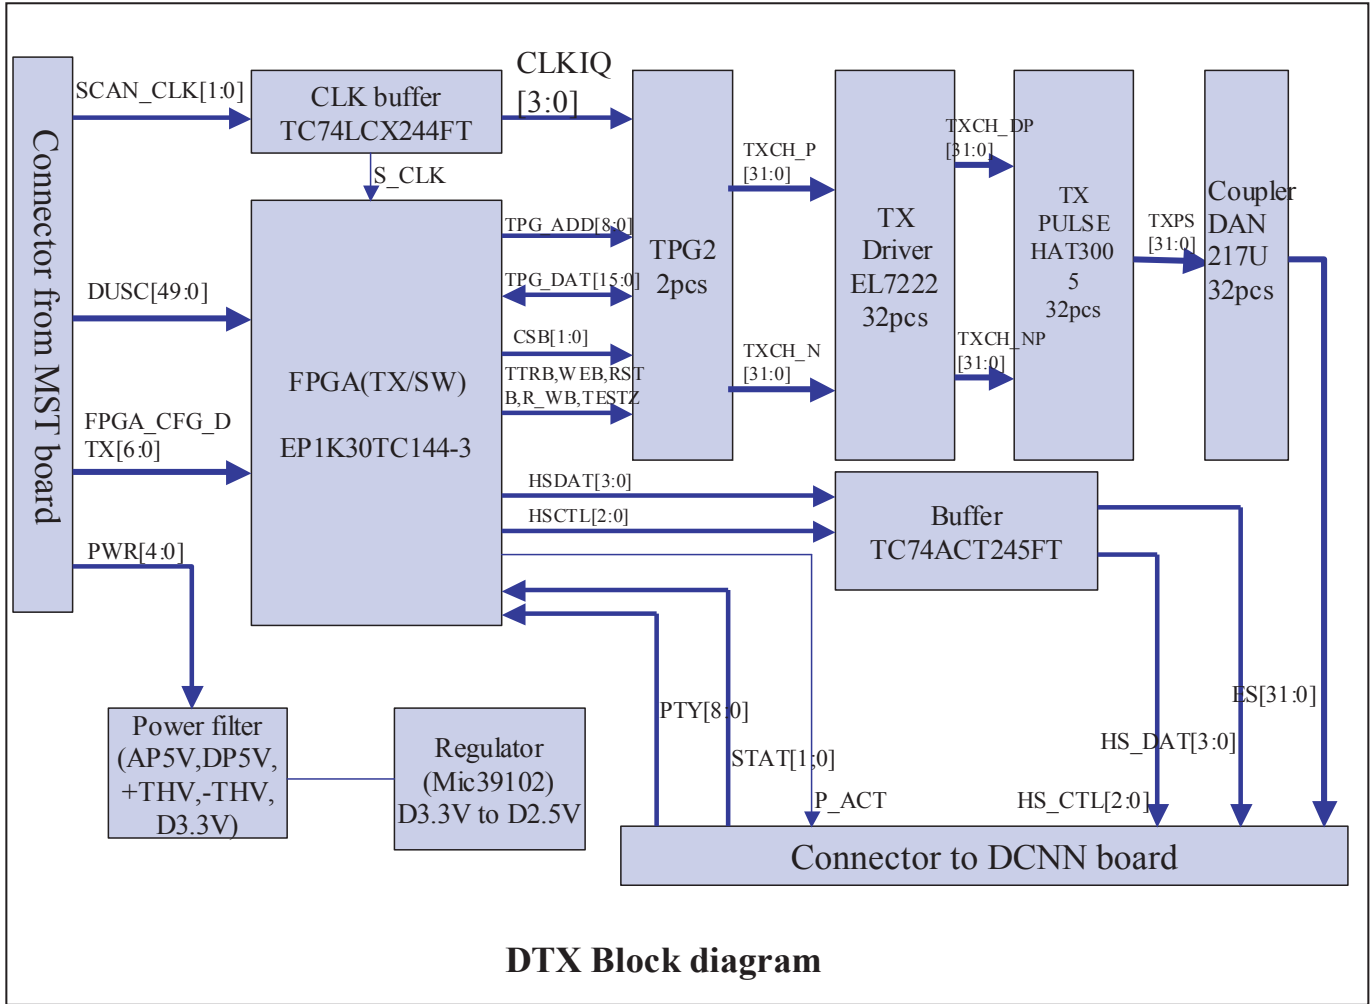 SCAN_CLK[1:0]
CLK buffer
TC74LCX244FT
CLKIQ
[3:0]
S_CLK
Connector from MST board
DUSC[49:0]
FPGA_CFG_D
TX[6:0]
PWR[4:0]
FPGA(TX/SW)
EP1K30TC144-3
TPG_ADD[8:0]
TPG_DAT[15:0]
CSB[1:0]
TTRB,WEB,RST
B,R_WB,TESTZ
TPG2
2pcs
TXCH_P
[31:0]
TXCH_N
[31:0]
TX
Driver
EL7222
32pcs
TXCH_DP
[31:0]
TXCH_NP
[31:0]
TX
PULSE
HAT300
5
32pcs
TXPS
[31:0]
Coupler
DAN
217U
32pcs
HSDAT[3:0]
HSCTL[2:0]
Buffer
TC74ACT245FT
Power filter
(AP5V,DP5V,
+THV,-THV,
D3.3V)
Regulator
(Mic39102)
D3.3V to D2.5V
PTY[8:0]
STAT[1;0]
P_ACT
ES[31:0]
HS_DAT[3:0]
HS_CTL[2:0]
Connector to DCNN board
DTX Block diagram